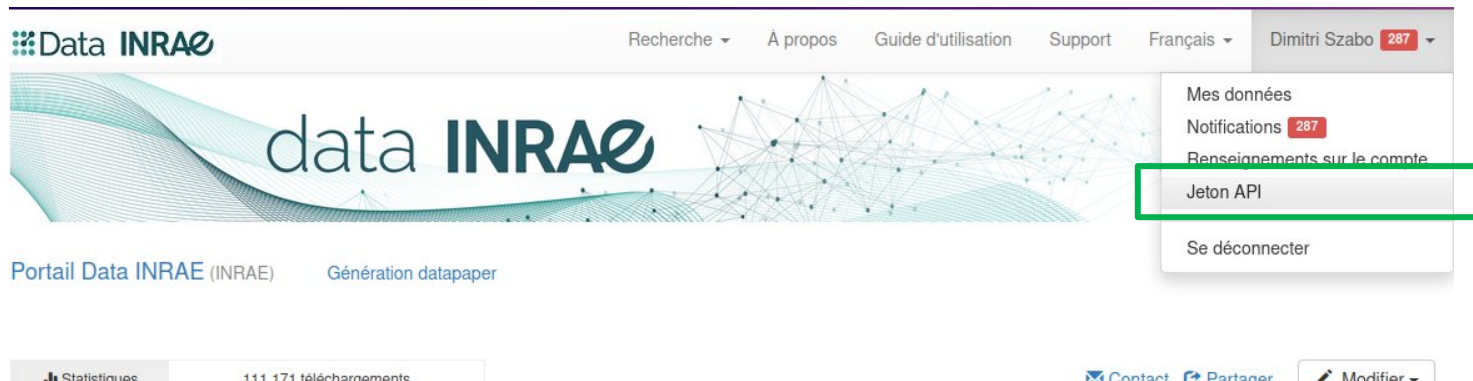 Data INRAE
Recherche
À propos
Guide d'utilisation
Support
Français
Dimitri Szabo 287
data INRAE
Mes données
Notifications 287
Renseignements sur le compte
Jeton API
Se déconnecter
Portail Data INRAE (INRAE)
Génération datapaper
Statistiques
111 171 téléchargements
Contact
Partager
Modifier